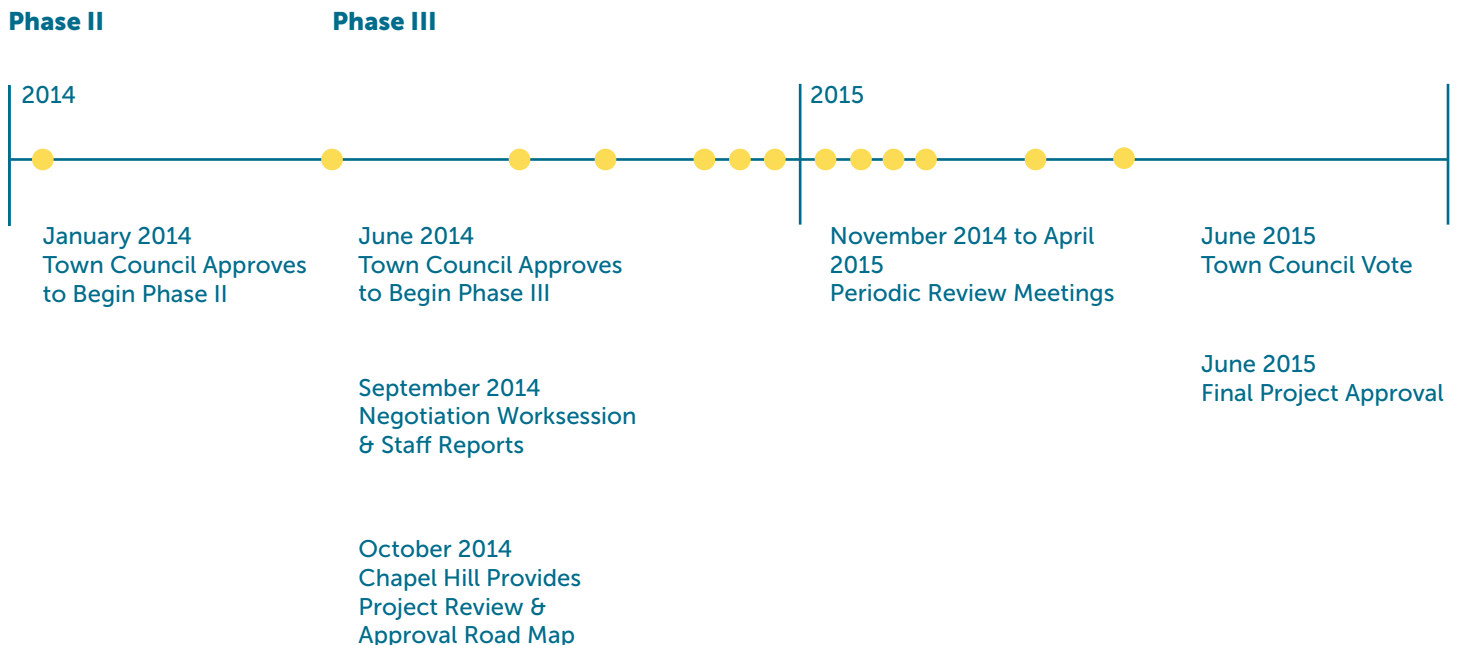 Phase II
Phase III
2014
2015
January 2014
Town Council Approves
to Begin Phase II
June 2014
Town Council Approves
to Begin Phase III
September 2014
Negotiation Worksession
& Staff Reports
October 2014
Chapel Hill Provides
Project Review &
Approval Road Map
November 2014 to April
2015
Periodic Review Meetings
June 2015
Town Council Vote
June 2015
Final Project Approval